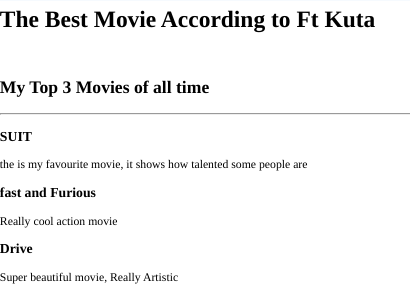 The Best Movie According to Ft Kuta
My Top 3 Movies of all time
SUIT
the is my favourite movie, it shows how talented some people are
fast and Furious
Really cool action movie
Drive
Super beautiful movie, Really Artistic